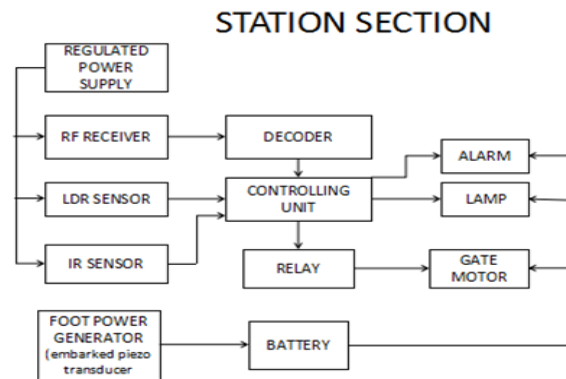 STATION SECTION
REGULATED
POWER
SUPPLY
RF RECEIVER
DECODER
ALARM
LDR SENSOR
CONTROLLING
UNIT
LAMP
IR SENSOR
RELAY
GATE
MOTOR
FOOT POWER
GENERATOR
(embarked piezo
transducer
BATTERY